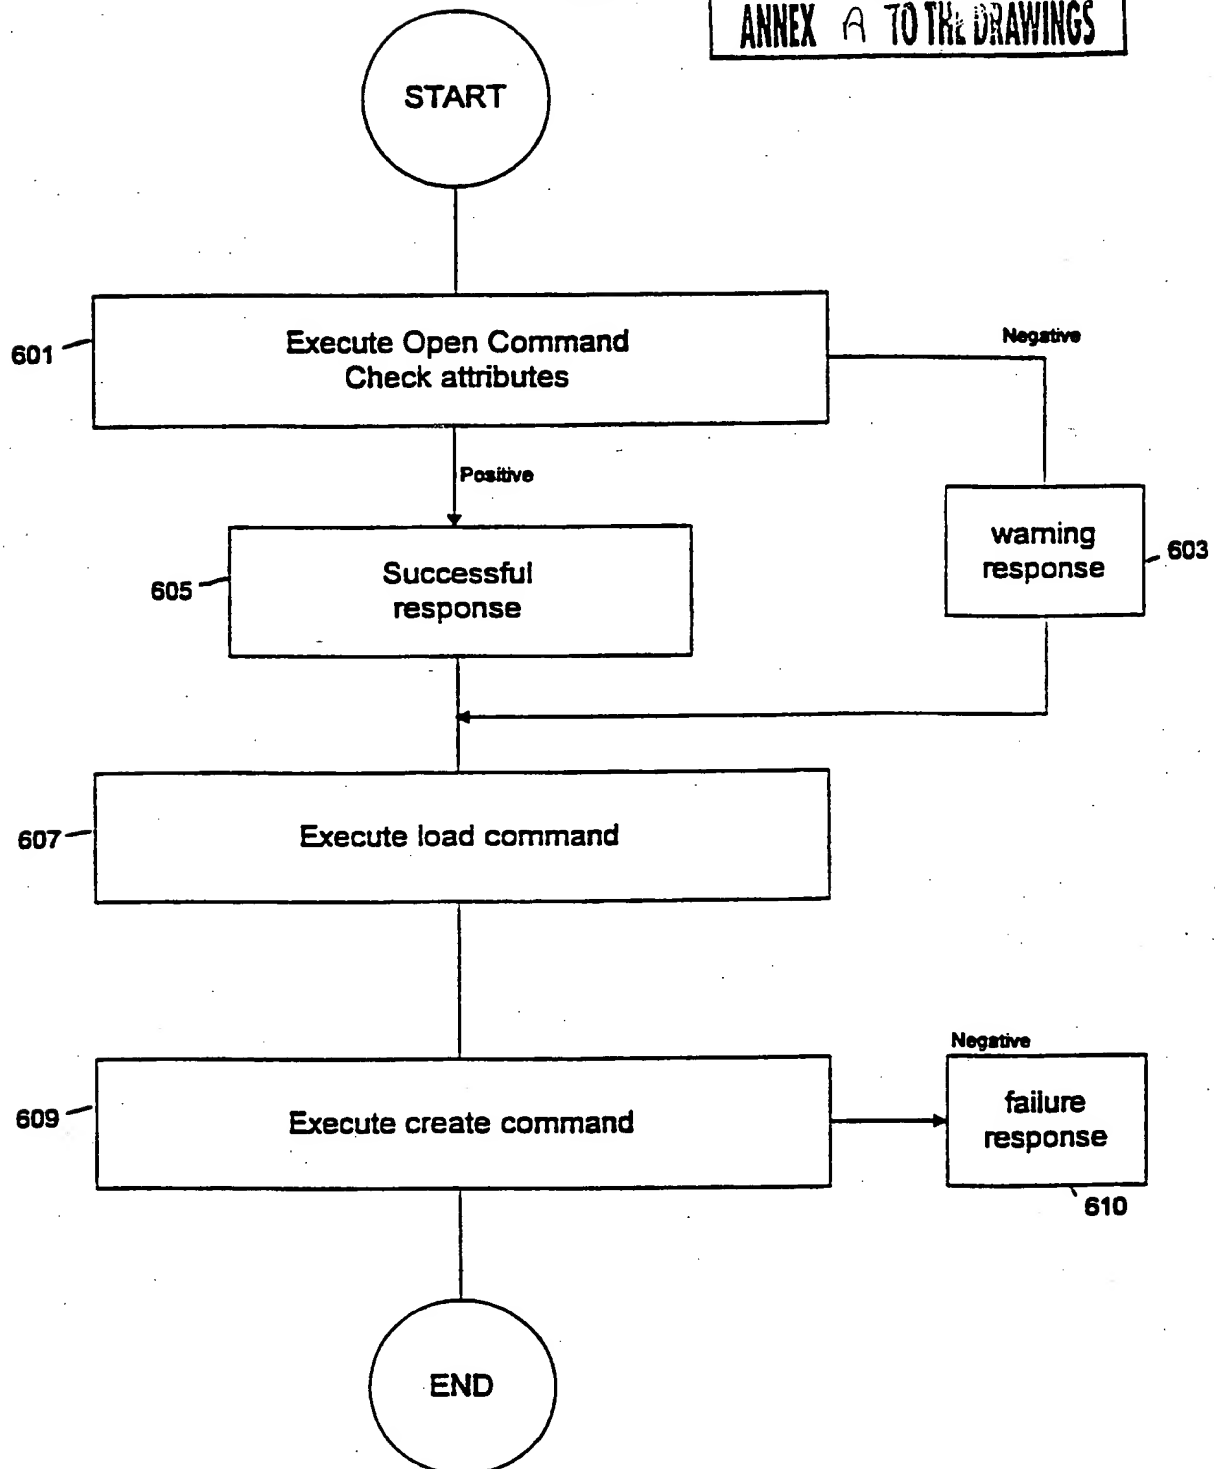 ANNEX A TO THE DRAWINGS
START
601
Execute Open Command
Check attributes
Negative
Positive
605
Successful
response
warning
response
603
607
Execute load command
609
Execute create command
Negative
failure
response
610
END